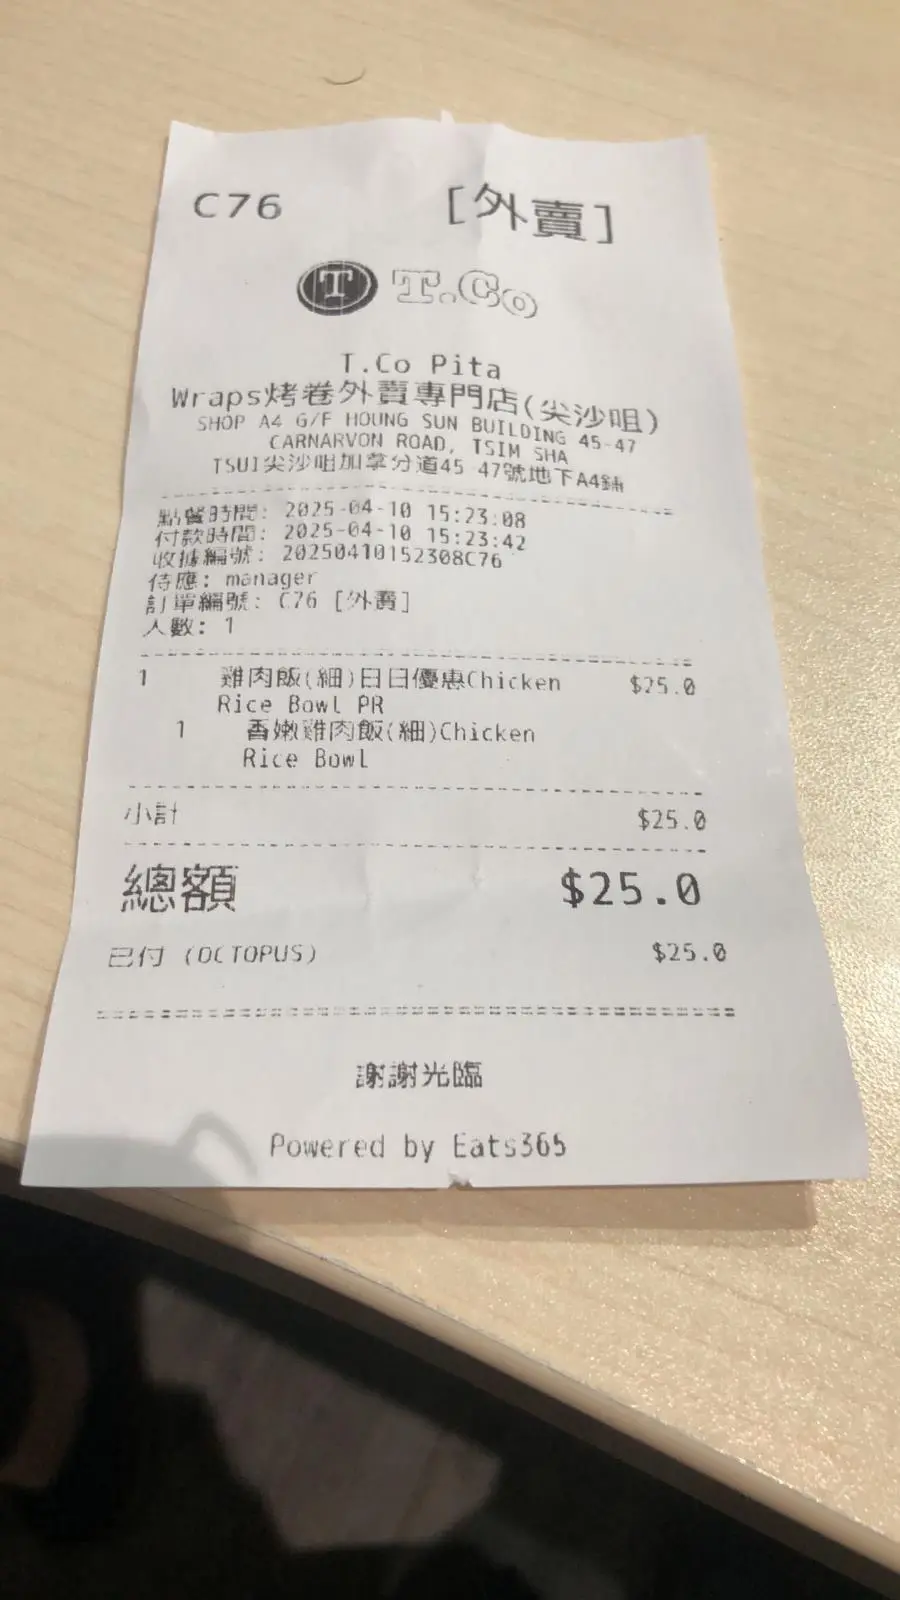 C76 [外賣]
T T.Co
T.Co Pita
Wraps烤卷外賣專門店(尖沙咀)
SHOP A4 G/F HOUNG SUN BUILDING 45-47
CARNARVON ROAD, TSIM SHA
TSUI尖沙咀加拿分道45 47號地下A4鋪
點餐時間: 2025-04-10 15:23:08
付款時間: 2025-04-10 15:23:42
收據編號: 20250410152308C76
侍應: manager
訂單編號: C76 [外賣]
人數: 1
1 雞肉飯(細)日日優惠Chicken $25.0
Rice Bowl PR
1 香嫩雞肉飯(細)Chicken
Rice Bowl
小計 $25.0
總額 $25.0
已付 (OCTOPUS) $25.0
謝謝光臨
Powered by Eats365